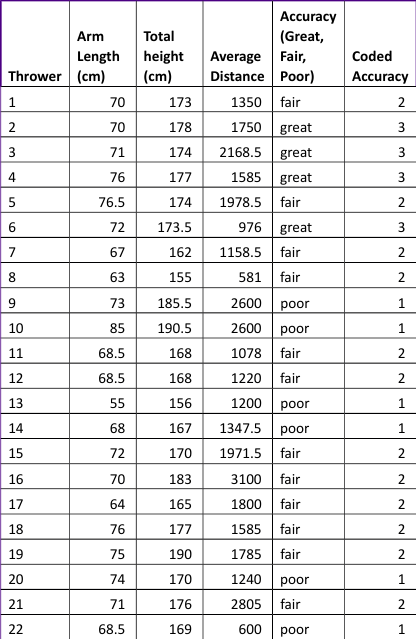 Thrower Arm Length (cm) Total height (cm) Average Distance Accuracy (Great, Fair, Poor) Coded Accuracy
1 70 173 1350 fair 2
2 70 178 1750 great 3
3 71 174 2168.5 great 3
4 76 177 1585 great 3
5 76.5 174 1978.5 fair 2
6 72 173.5 976 great 3
7 67 162 1158.5 fair 2
8 63 155 581 fair 2
9 73 185.5 2600 poor 1
10 85 190.5 2600 poor 1
11 68.5 168 1078 fair 2
12 68.5 168 1220 fair 2
13 55 156 1200 poor 1
14 68 167 1347.5 poor 1
15 72 170 1971.5 fair 2
16 70 183 3100 fair 2
17 64 165 1800 fair 2
18 76 177 1585 fair 2
19 75 190 1785 fair 2
20 74 170 1240 poor 1
21 71 176 2805 fair 2
22 68.5 169 600 poor 1